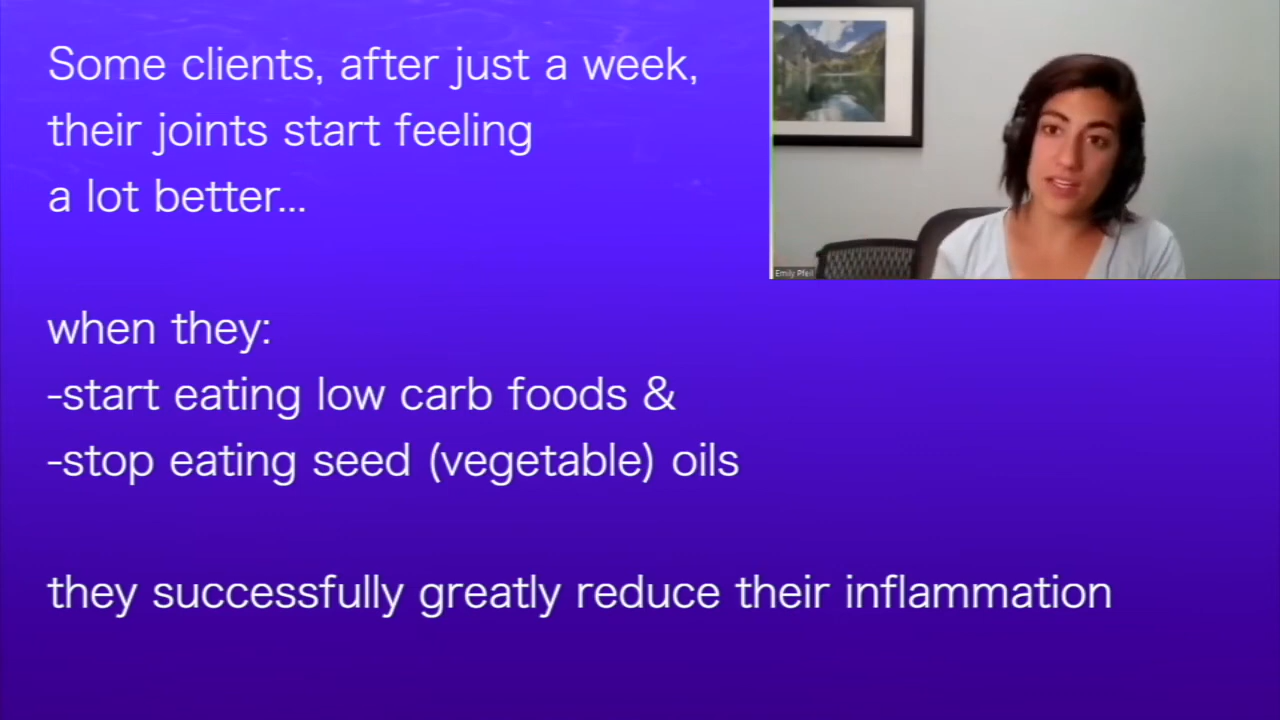 Some clients, after just a week,
their joints start feeling
a lot better...
when they:
-start eating low carb foods &
-stop eating seed (vegetable) oils
they successfully greatly reduce their inflammation
Emily Pfeil